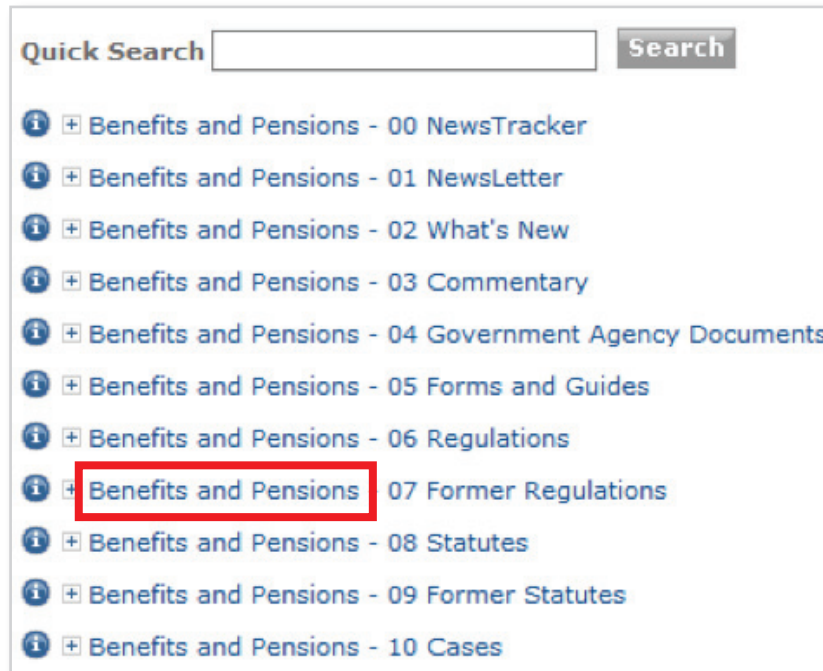 Quick Search Search
Benefits and Pensions - 00 NewsTracker
Benefits and Pensions - 01 NewsLetter
Benefits and Pensions - 02 What's New
Benefits and Pensions - 03 Commentary
Benefits and Pensions - 04 Government Agency Documents
Benefits and Pensions - 05 Forms and Guides
Benefits and Pensions - 06 Regulations
Benefits and Pensions - 07 Former Regulations
Benefits and Pensions - 08 Statutes
Benefits and Pensions - 09 Former Statutes
Benefits and Pensions - 10 Cases